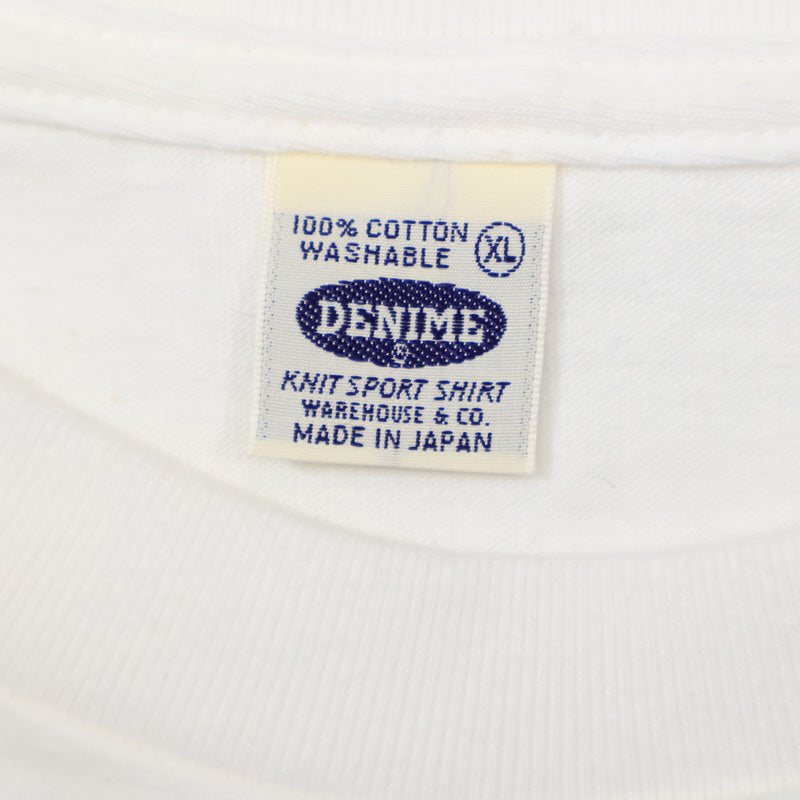 100% COTTON
WASHABLE
XL
DENIME
KNIT SPORT SHIRT
WAREHOUSE & CO.
MADE IN JAPAN